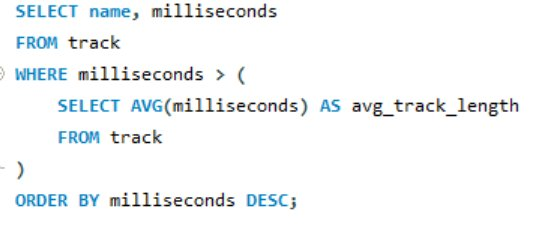 SELECT name, milliseconds
FROM track
WHERE milliseconds > (
    SELECT AVG(milliseconds) AS avg_track_length
    FROM track
)
ORDER BY milliseconds DESC;